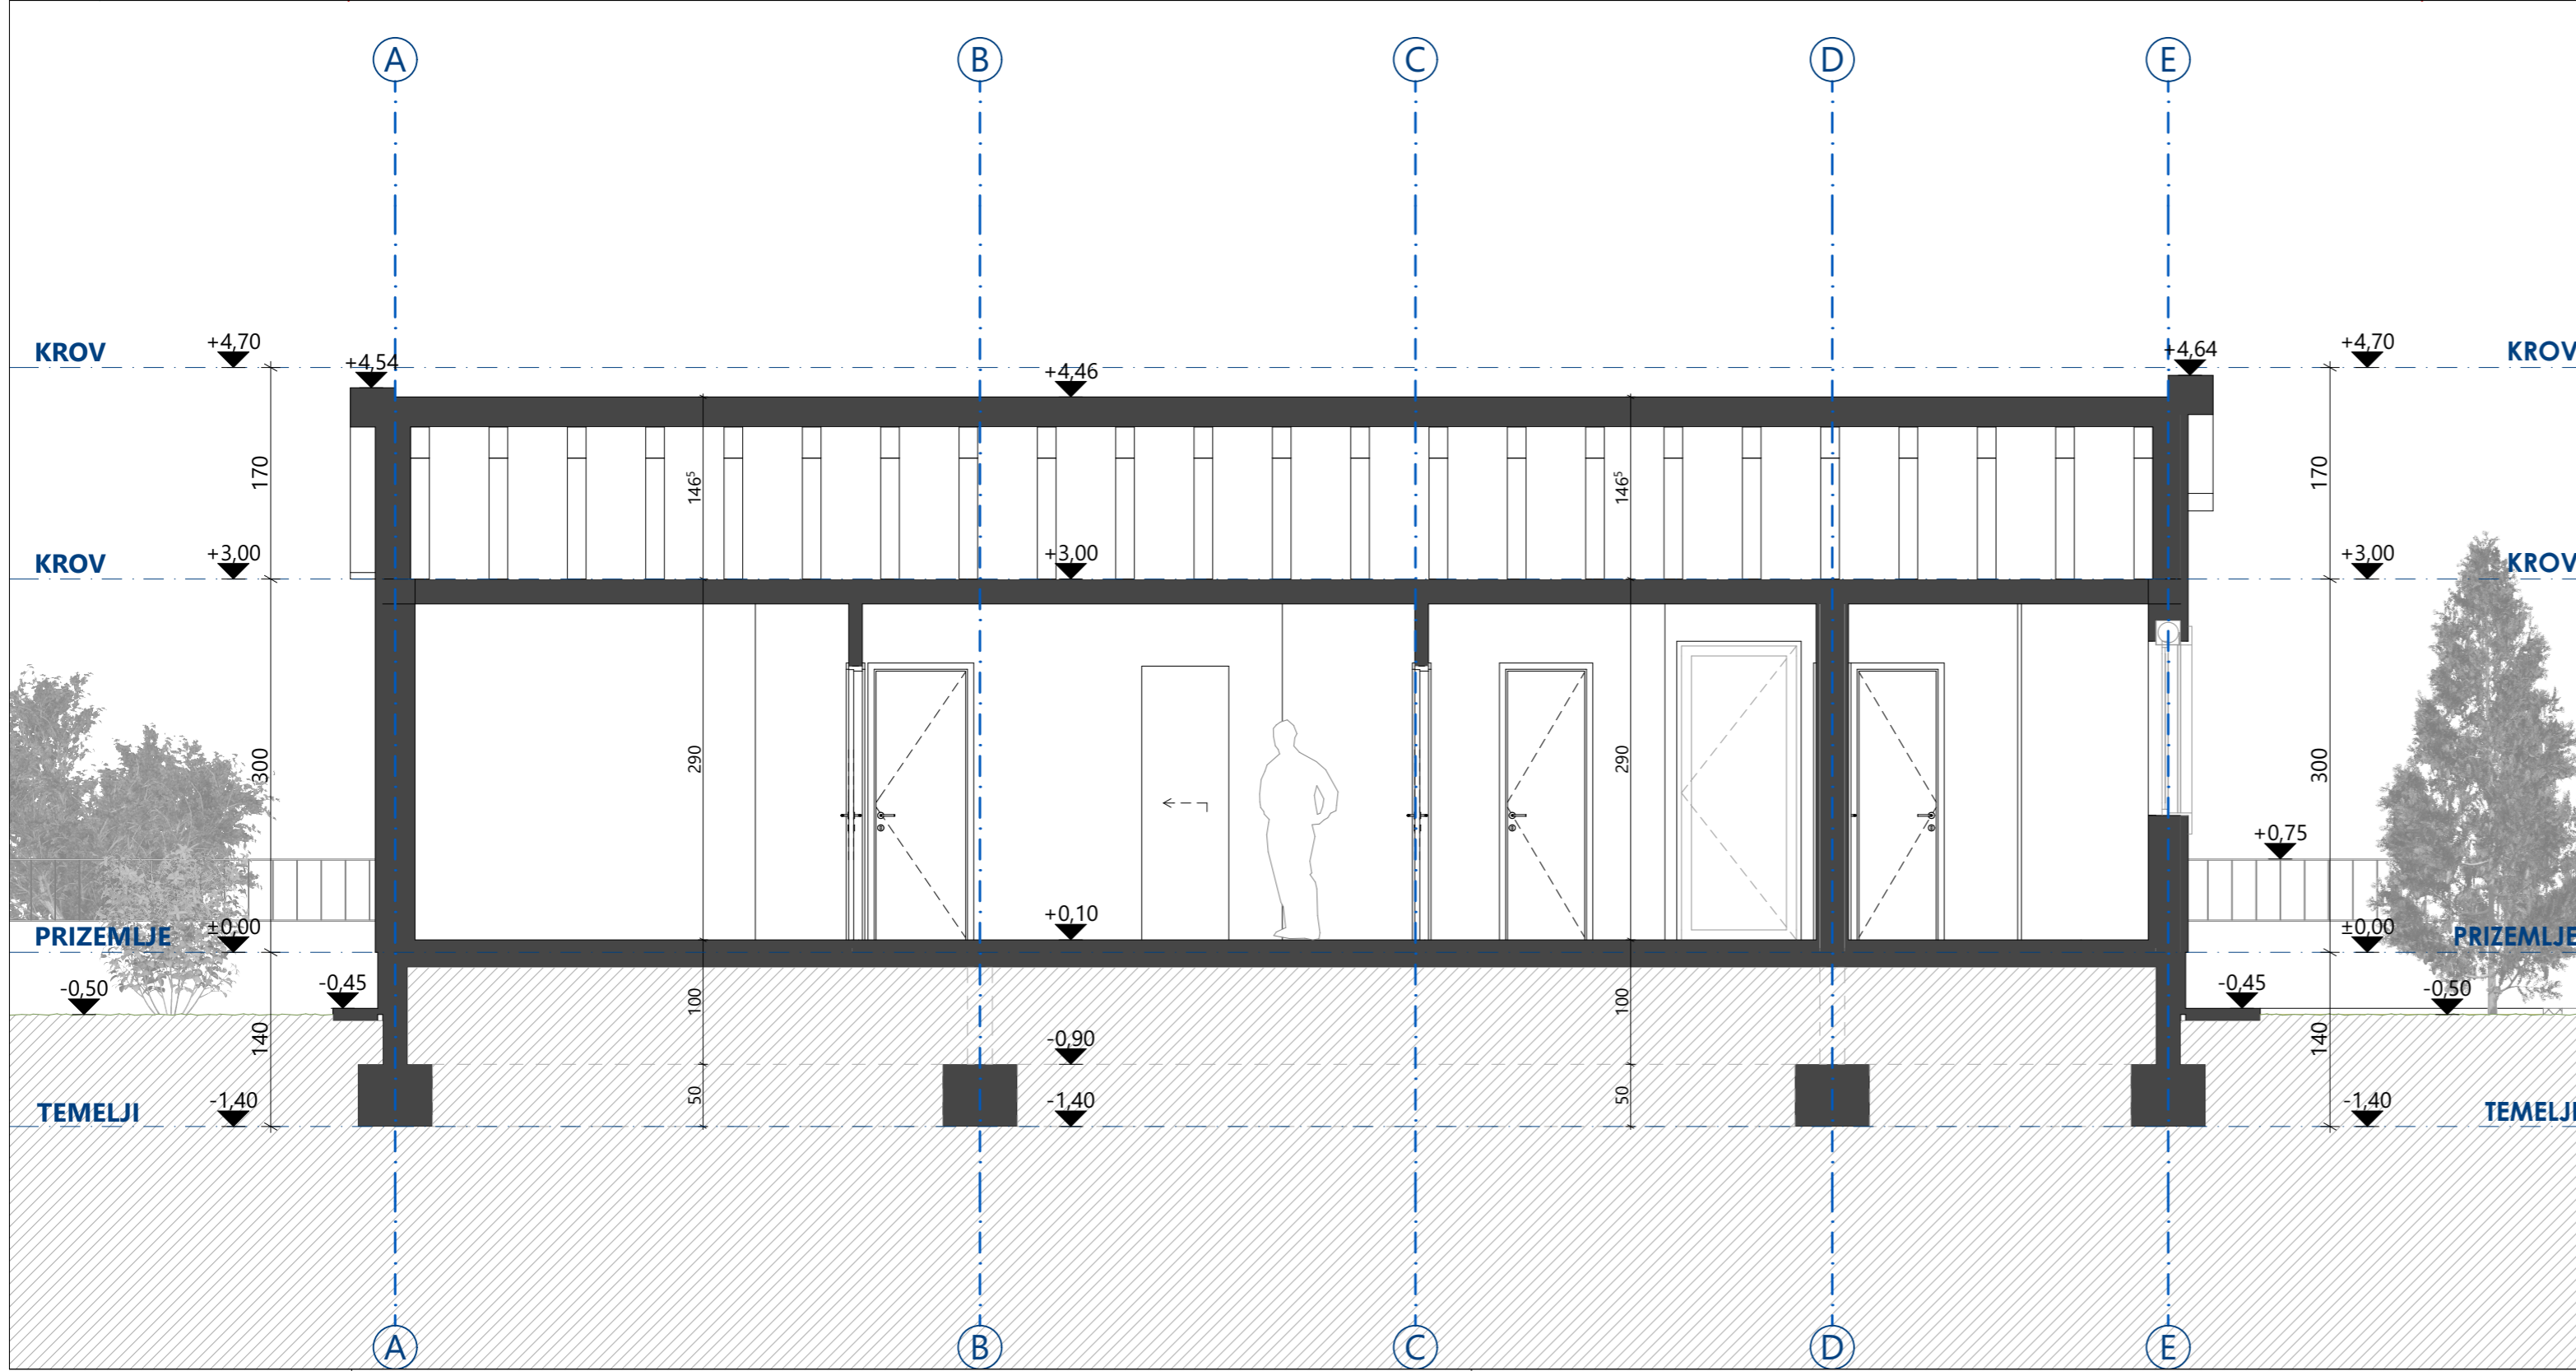 A B C D E
KROV +4,70 +4,54 +4,46 +4,64 +4,70 KROV
170 146⁵ 146⁵ 170
KROV +3,00 +3,00 +3,00 KROV
300 290 290 300
+0,75
PRIZEMLJE ±0,00 +0,10 ±0,00 PRIZEMLJE
-0,50 -0,45 -0,45 -0,50
140 100 -0,90 100 140
50 50
TEMELJI -1,40 -1,40 -1,40 TEMELJI
A B C D E